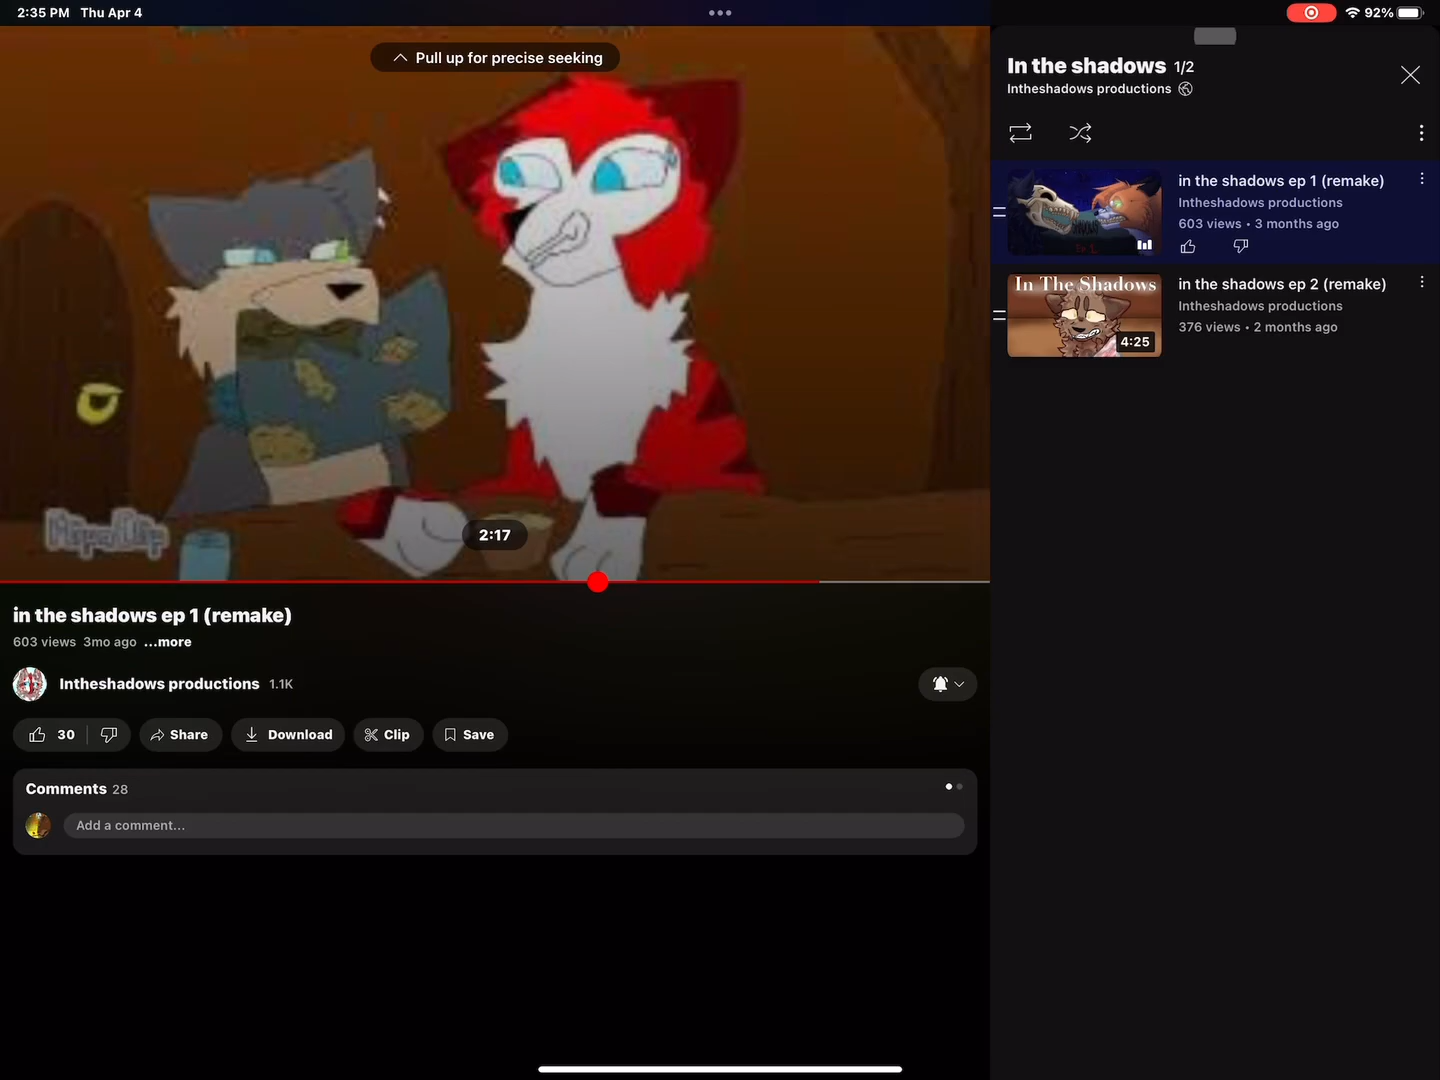 2:35 PM Thu Apr 4
92%
Pull up for precise seeking
2:17
in the shadows ep 1 (remake)
603 views 3mo ago ...more
Intheshadows productions 1.1K
30
Share
Download
Clip
Save
Comments 28
Add a comment...
In the shadows 1/2
Intheshadows productions
in the shadows ep 1 (remake)
Intheshadows productions
603 views • 3 months ago
In The Shadows
4:25
in the shadows ep 2 (remake)
Intheshadows productions
376 views • 2 months ago